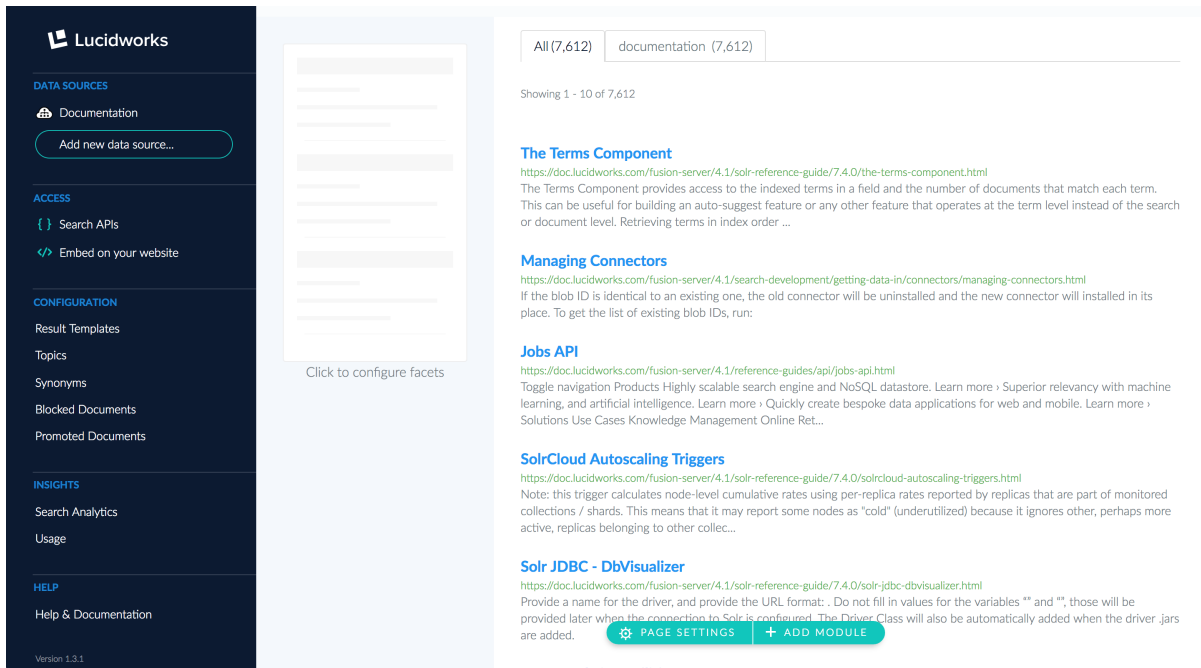 Lucidworks
DATA SOURCES
Documentation
Add new data source...
ACCESS
{ } Search APIs
</> Embed on your website
CONFIGURATION
Result Templates
Topics
Synonyms
Blocked Documents
Promoted Documents
INSIGHTS
Search Analytics
Usage
HELP
Help & Documentation
Version 1.3.1
Click to configure facets
All (7,612) documentation (7,612)
Showing 1 - 10 of 7,612
The Terms Component
https://doc.lucidworks.com/fusion-server/4.1/solr-reference-guide/7.4.0/the-terms-component.html
The Terms Component provides access to the indexed terms in a field and the number of documents that match each term.
This can be useful for building an auto-suggest feature or any other feature that operates at the term level instead of the search
or document level. Retrieving terms in index order ...
Managing Connectors
https://doc.lucidworks.com/fusion-server/4.1/search-development/getting-data-in/connectors/managing-connectors.html
If the blob ID is identical to an existing one, the old connector will be uninstalled and the new connector will installed in its
place. To get the list of existing blob IDs, run:
Jobs API
https://doc.lucidworks.com/fusion-server/4.1/reference-guides/api/jobs-api.html
Toggle navigation Products Highly scalable search engine and NoSQL datastore. Learn more › Superior relevancy with machine
learning, and artificial intelligence. Learn more › Quickly create bespoke data applications for web and mobile. Learn more ›
Solutions Use Cases Knowledge Management Online Ret...
SolrCloud Autoscaling Triggers
https://doc.lucidworks.com/fusion-server/4.1/solr-reference-guide/7.4.0/solrcloud-autoscaling-triggers.html
Note: this trigger calculates node-level cumulative rates using per-replica rates reported by replicas that are part of monitored
collections / shards. This means that it may report some nodes as "cold" (underutilized) because it ignores other, perhaps more
active, replicas belonging to other collec...
Solr JDBC - DbVisualizer
https://doc.lucidworks.com/fusion-server/4.1/solr-reference-guide/7.4.0/solr-jdbc-dbvisualizer.html
Provide a name for the driver, and provide the URL format: . Do not fill in values for the variables “” and “”, those will be
provided later when the connection to Solr is configured. The Driver Class will also be automatically added when the driver .jars
are added.
PAGE SETTINGS + ADD MODULE